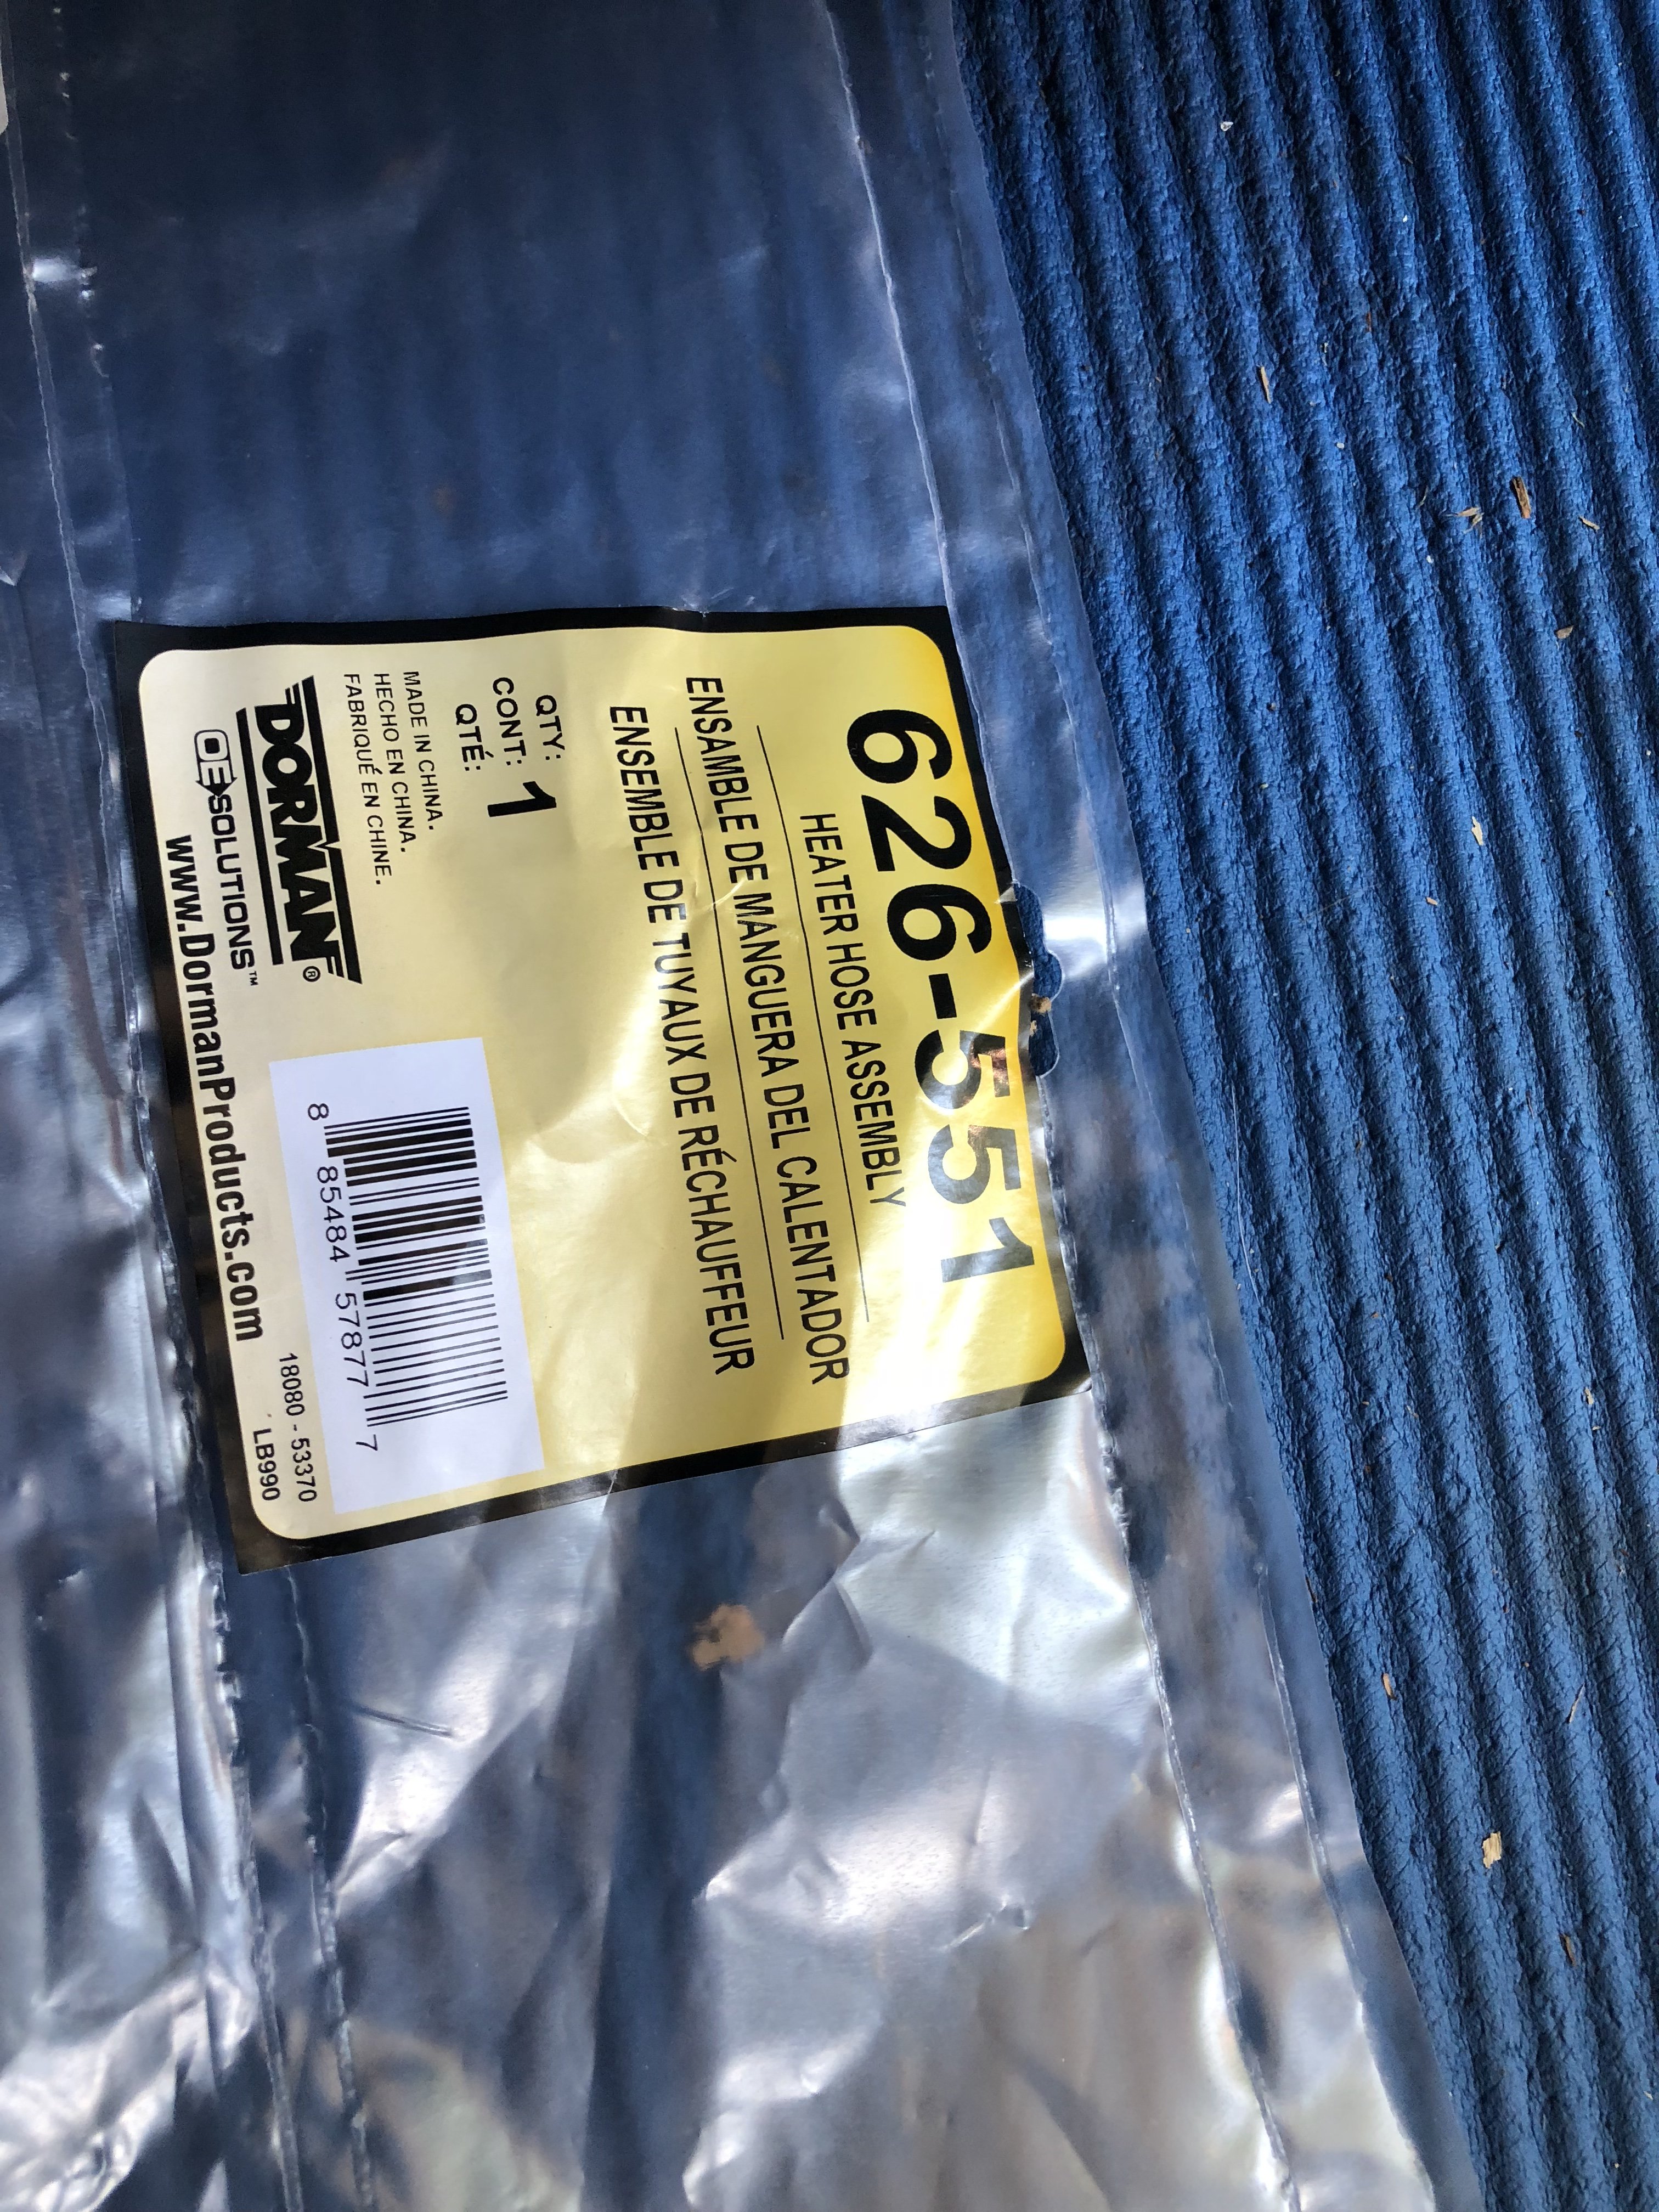 626-551
HEATER HOSE ASSEMBLY
ENSAMBLE DE MANGUERA DEL CALENTADOR
ENSEMBLE DE TUYAUX DE RÉCHAUFFEUR
QTY:
CONT: 1
QTÉ:
MADE IN CHINA.
HECHO EN CHINA.
FABRIQUÉ EN CHINE.
DORMAN®
OE SOLUTIONS™
www.DormanProducts.com
8 85484 57877 7
18080 - 53370
LB990